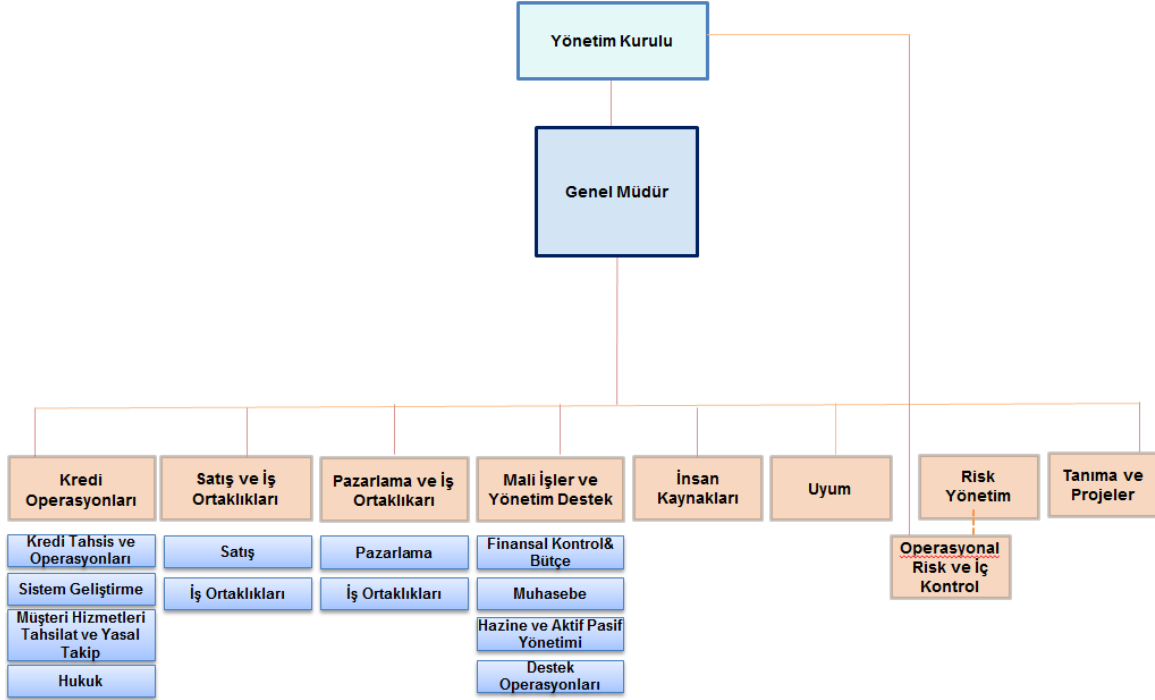 Yönetim Kurulu
Genel Müdür
Kredi
Operasyonları
Satış ve İş
Ortaklıkları
Pazarlama ve İş
Ortaklıkarı
Mali İşler ve
Yönetim Destek
İnsan
Kaynakları
Uyum
Risk
Yönetim
Tanıma ve
Projeler
Kredi Tahsis ve
Operasyonları
Sistem Geliştirme
Müşteri Hizmetleri
Tahsilat ve Yasal
Takip
Hukuk
Satış
İş Ortaklıkları
Pazarlama
İş Ortaklıkları
Finansal Kontrol&
Bütçe
Muhasebe
Hazine ve Aktif Pasif
Yönetimi
Destek
Operasyonları
Operasyonal
Risk ve İç
Kontrol